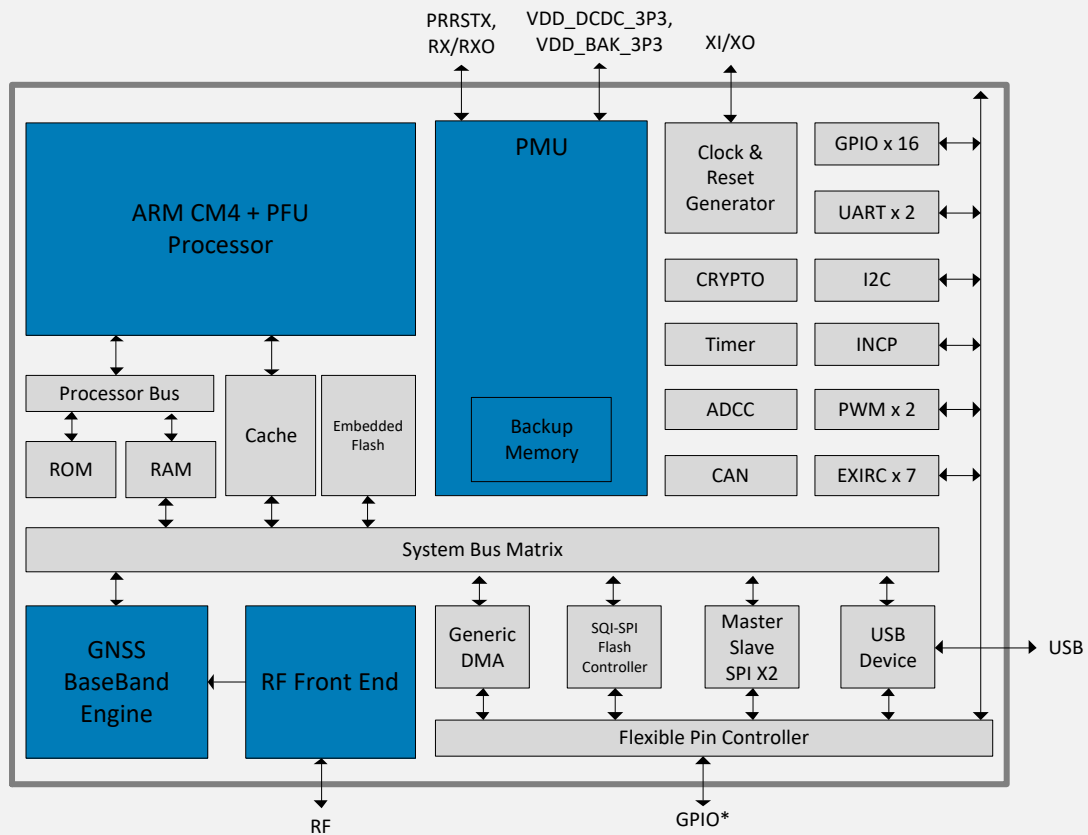 PRRSTX,
RX/RXO
VDD_DCDC_3P3,
VDD_BAK_3P3
XI/XO
ARM CM4 + PFU
Processor
PMU
Clock &
Reset
Generator
GPIO x 16
UART x 2
CRYPTO
I2C
Timer
INCP
Processor Bus
Cache
Embedded
Flash
Backup
Memory
ADCC
PWM x 2
ROM
RAM
CAN
EXIRC x 7
System Bus Matrix
GNSS
BaseBand
Engine
RF Front End
Generic
DMA
SQI-SPI
Flash
Controller
Master
Slave
SPI X2
USB
Device
USB
Flexible Pin Controller
RF
GPIO*